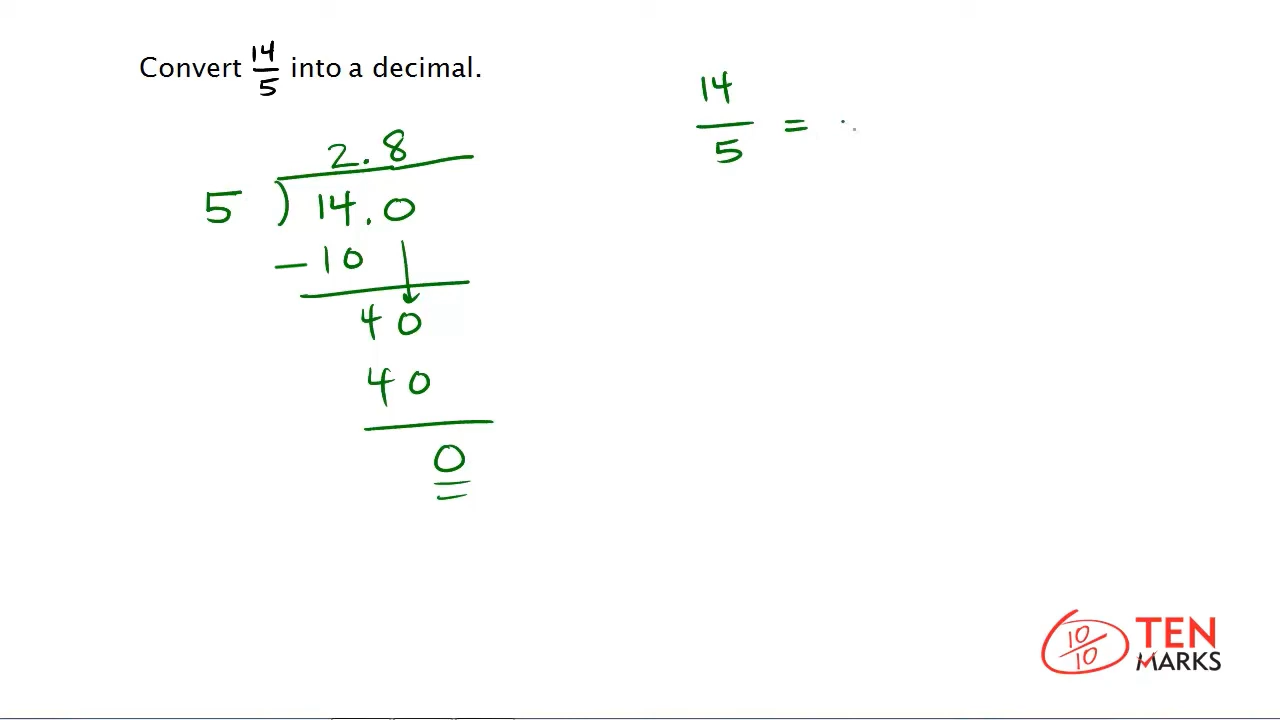 Convert 14/5 into a decimal.
14/5 =
2.8
5 ) 14.0
– 10
40
40
0
10/10 TEN MARKS